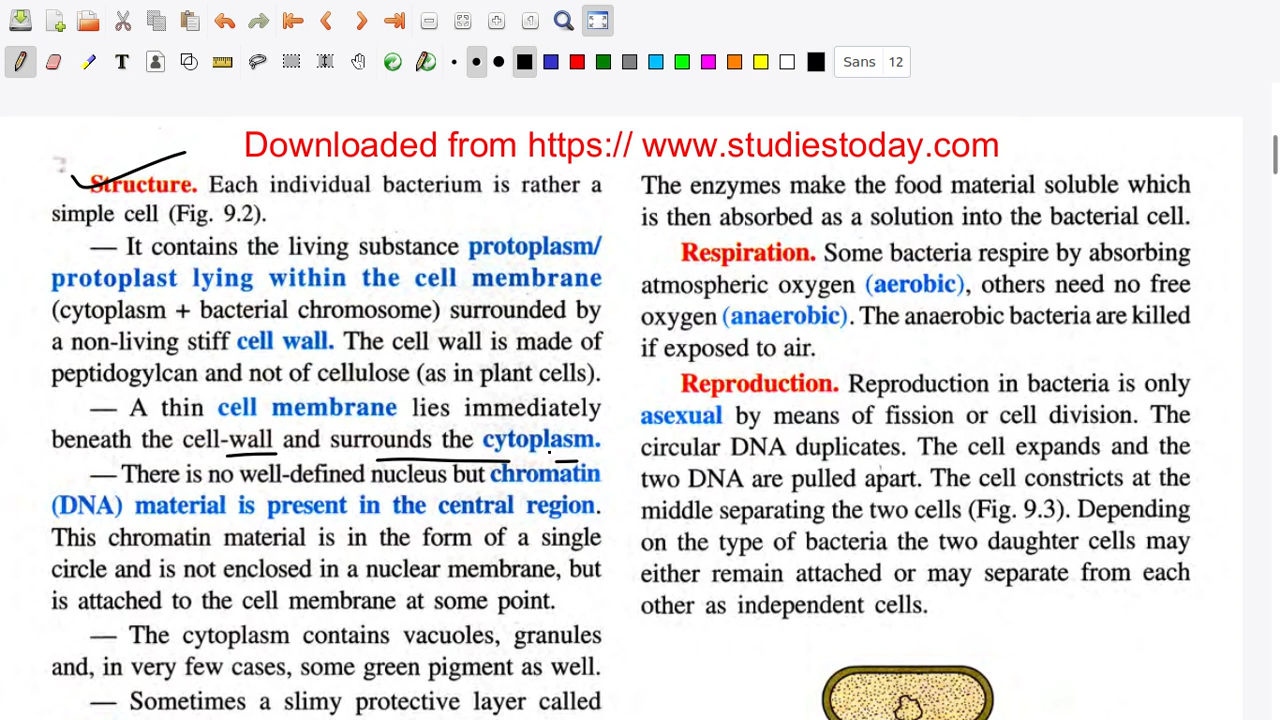 Sans 12
Downloaded from https:// www.studiestoday.com
Structure. Each individual bacterium is rather a
simple cell (Fig. 9.2).
— It contains the living substance protoplasm/
protoplast lying within the cell membrane
(cytoplasm + bacterial chromosome) surrounded by
a non-living stiff cell wall. The cell wall is made of
peptidogylcan and not of cellulose (as in plant cells).
— A thin cell membrane lies immediately
beneath the cell-wall and surrounds the cytoplasm.
— There is no well-defined nucleus but chromatin
(DNA) material is present in the central region.
This chromatin material is in the form of a single
circle and is not enclosed in a nuclear membrane, but
is attached to the cell membrane at some point.
— The cytoplasm contains vacuoles, granules
and, in very few cases, some green pigment as well.
— Sometimes a slimy protective layer called
The enzymes make the food material soluble which
is then absorbed as a solution into the bacterial cell.
Respiration. Some bacteria respire by absorbing
atmospheric oxygen (aerobic), others need no free
oxygen (anaerobic). The anaerobic bacteria are killed
if exposed to air.
Reproduction. Reproduction in bacteria is only
asexual by means of fission or cell division. The
circular DNA duplicates. The cell expands and the
two DNA are pulled apart. The cell constricts at the
middle separating the two cells (Fig. 9.3). Depending
on the type of bacteria the two daughter cells may
either remain attached or may separate from each
other as independent cells.